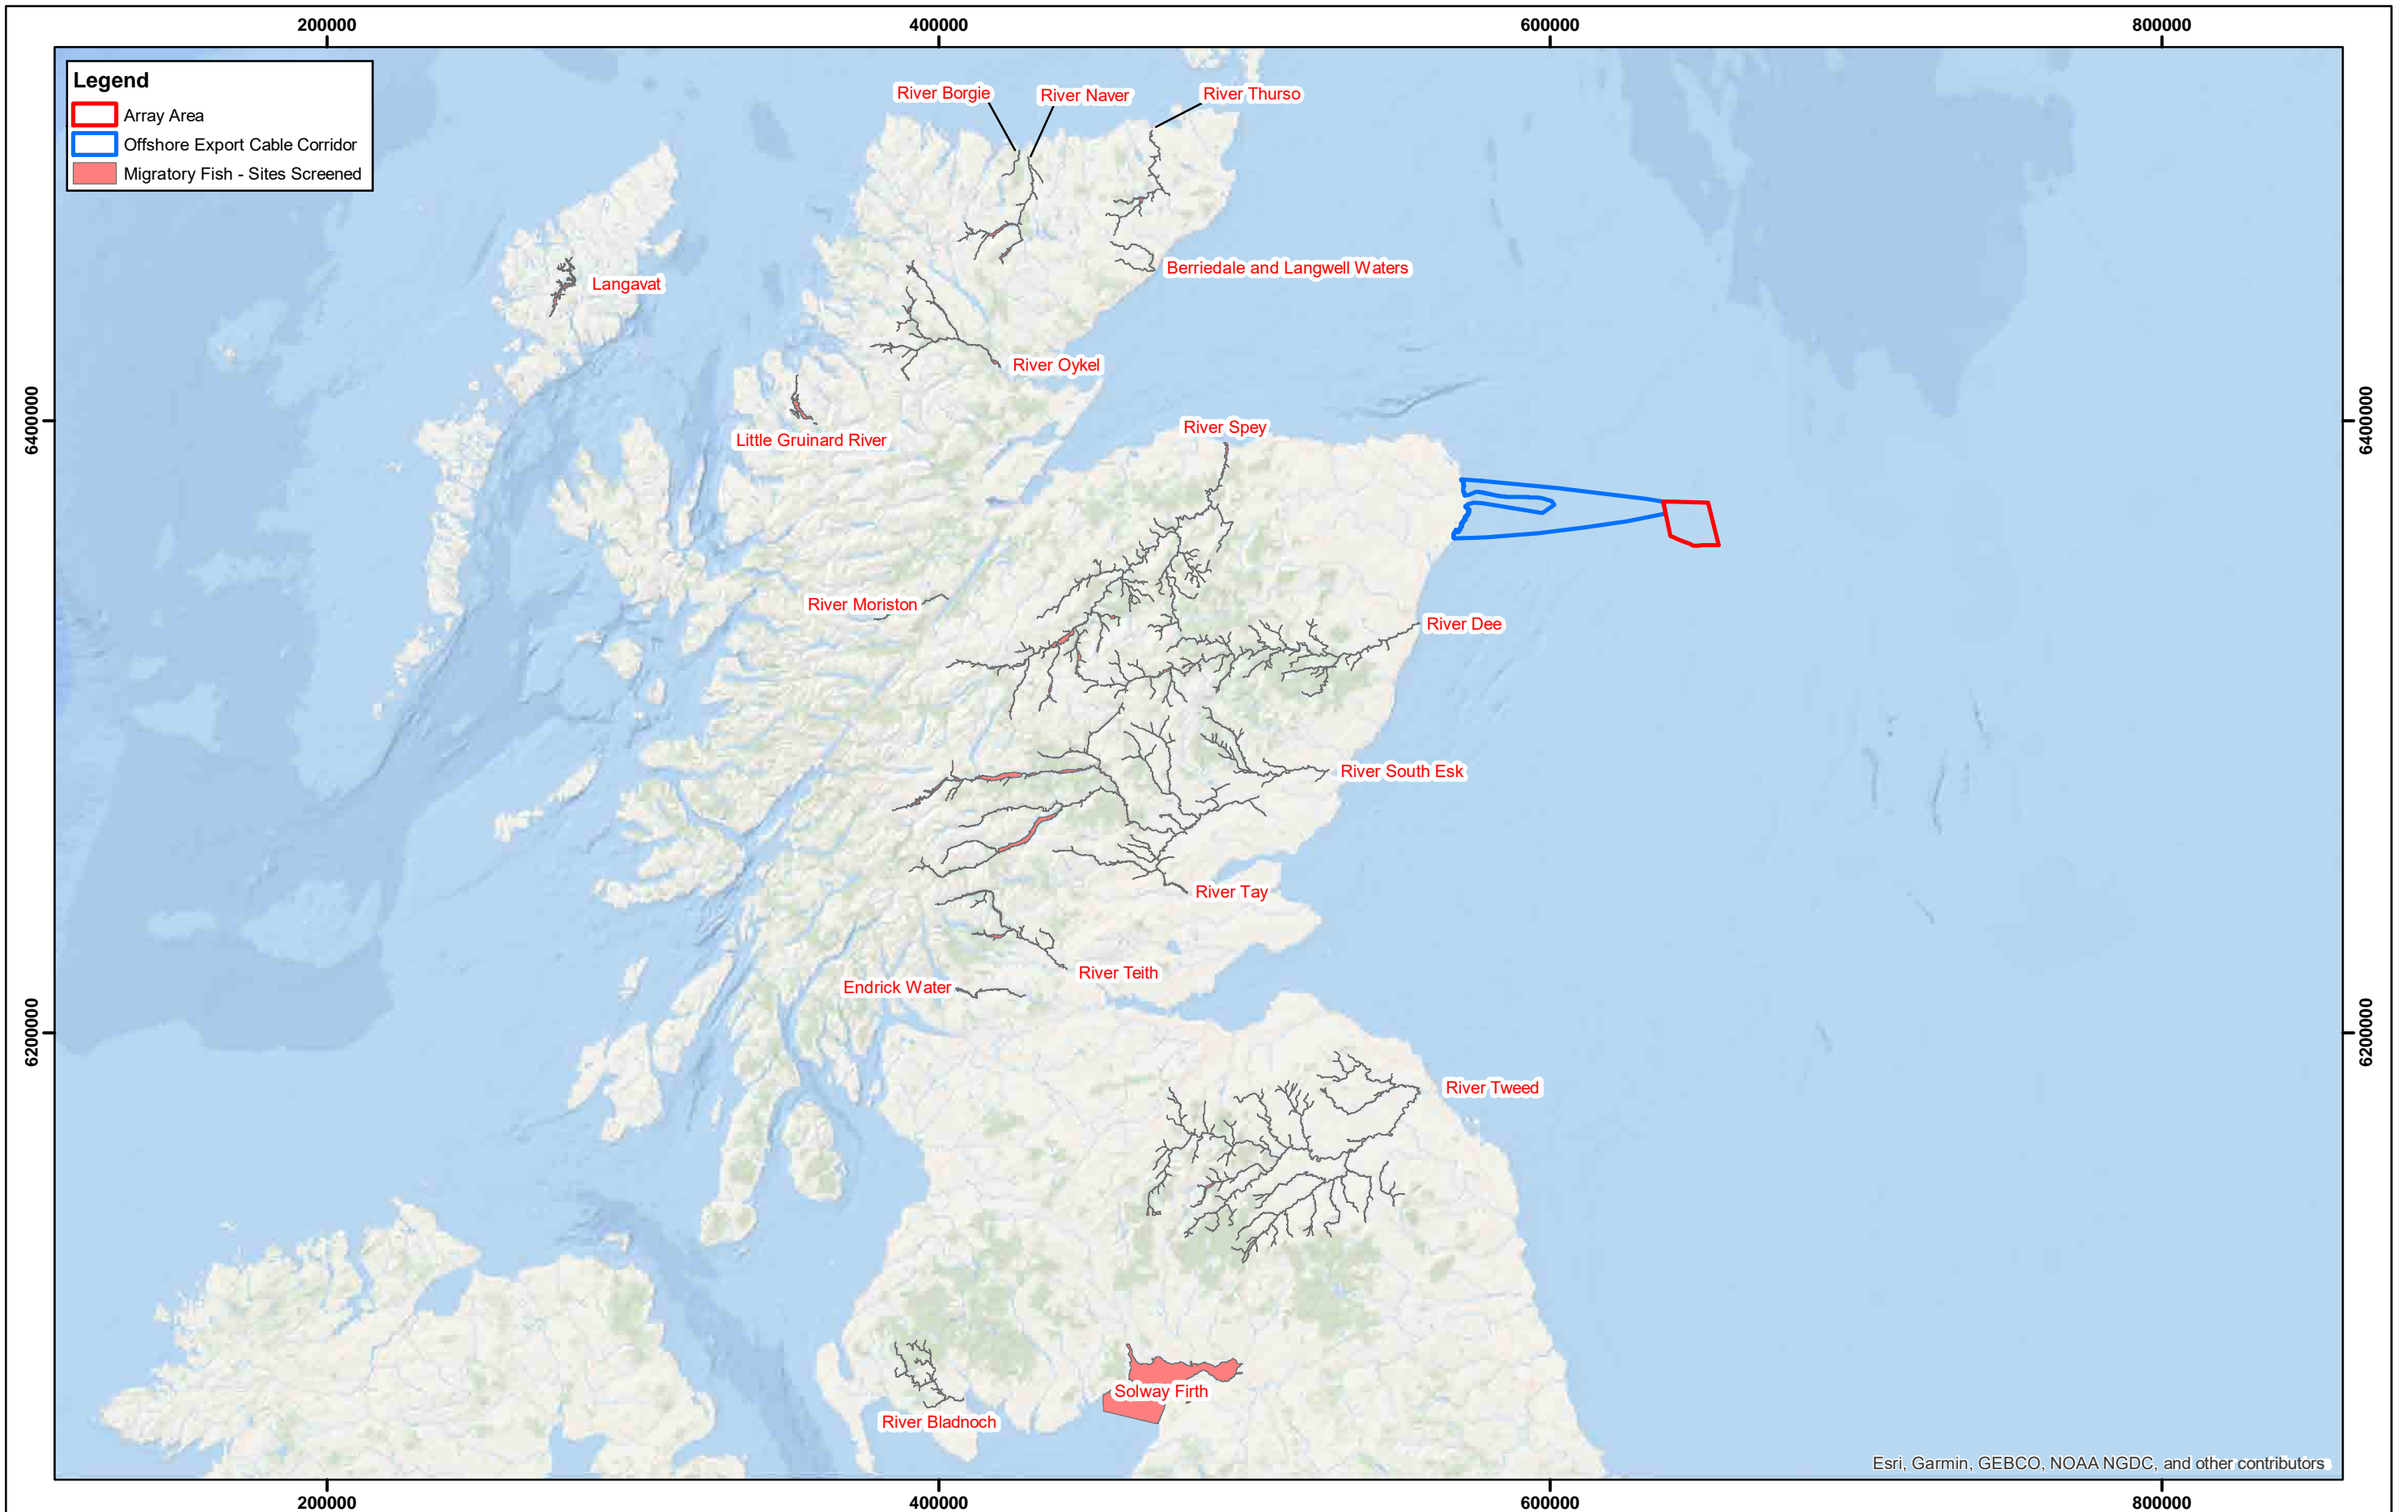 200000
400000
600000
800000
Legend
Array Area
Offshore Export Cable Corridor
Migratory Fish - Sites Screened
River Borgie
River Naver
River Thurso
Berriedale and Langwell Waters
Langavat
River Oykel
6400000
6400000
River Spey
Little Gruinard River
River Moriston
River Dee
River South Esk
River Tay
River Teith
Endrick Water
6200000
6200000
River Tweed
Solway Firth
River Bladnoch
Esri, Garmin, GEBCO, NOAA NGDC, and other contributors
200000
400000
600000
800000